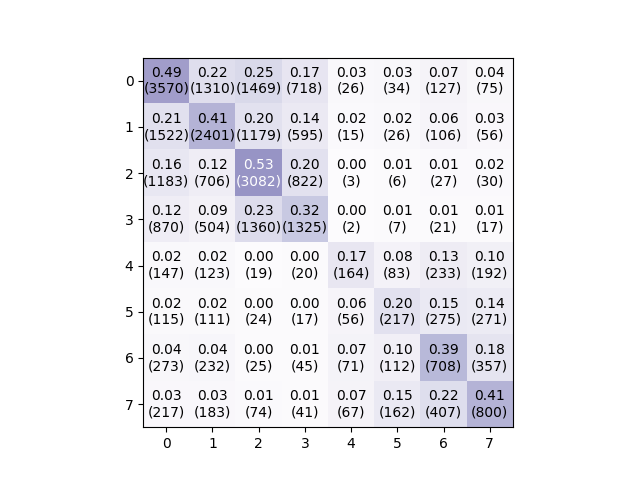 0 0.49 0.22 0.25 0.17 0.03 0.03 0.07 0.04
(3570) (1310) (1469) (718) (26) (34) (127) (75)
1 0.21 0.41 0.20 0.14 0.02 0.02 0.06 0.03
(1522) (2401) (1179) (595) (15) (26) (106) (56)
2 0.16 0.12 0.53 0.20 0.00 0.01 0.01 0.02
(1183) (706) (3082) (822) (3) (6) (27) (30)
3 0.12 0.09 0.23 0.32 0.00 0.01 0.01 0.01
(870) (504) (1360) (1325) (2) (7) (21) (17)
4 0.02 0.02 0.00 0.00 0.17 0.08 0.13 0.10
(147) (123) (19) (20) (164) (83) (233) (192)
5 0.02 0.02 0.00 0.00 0.06 0.20 0.15 0.14
(115) (111) (24) (17) (56) (217) (275) (271)
6 0.04 0.04 0.00 0.01 0.07 0.10 0.39 0.18
(273) (232) (25) (45) (71) (112) (708) (357)
7 0.03 0.03 0.01 0.01 0.07 0.15 0.22 0.41
(217) (183) (74) (41) (67) (162) (407) (800)
0 1 2 3 4 5 6 7